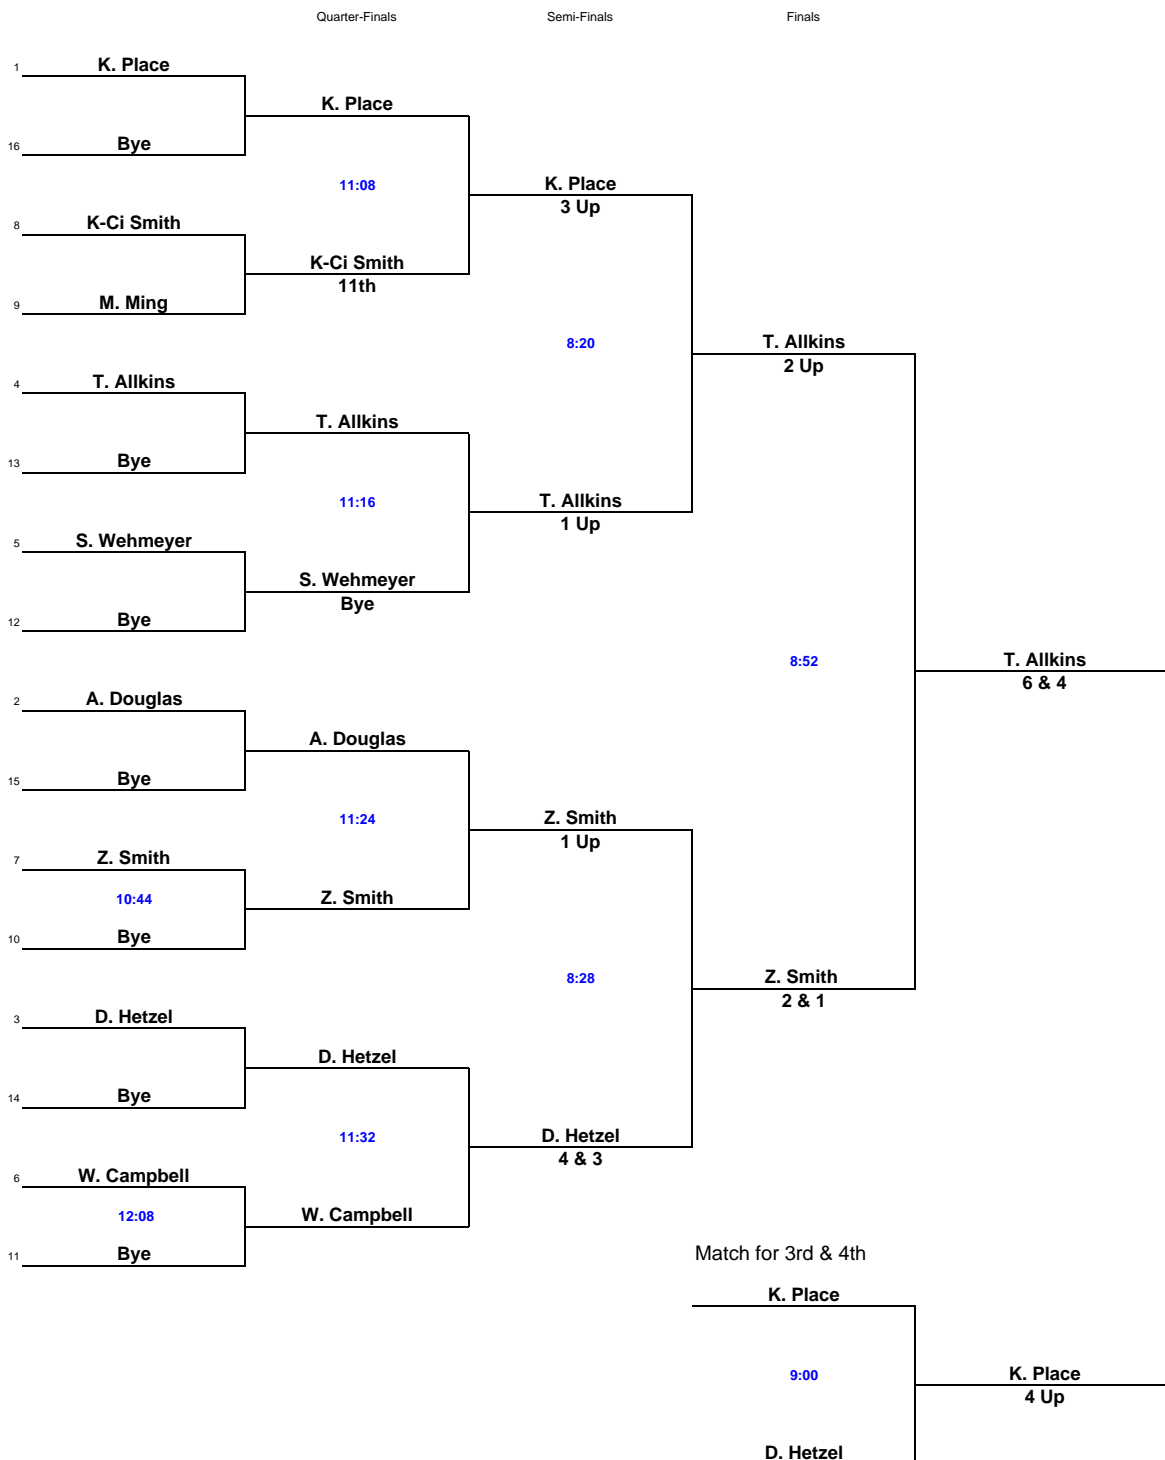 Quarter-Finals Semi-Finals Finals
1 K. Place
K. Place
16 Bye
11:08 K. Place
3 Up
8 K-Ci Smith
K-Ci Smith
11th
9 M. Ming
8:20 T. Allkins
2 Up
4 T. Allkins
T. Allkins
13 Bye
11:16 T. Allkins
1 Up
5 S. Wehmeyer
S. Wehmeyer
Bye
12 Bye
8:52 T. Allkins
6 & 4
2 A. Douglas
A. Douglas
15 Bye
11:24 Z. Smith
1 Up
7 Z. Smith
10:44 Z. Smith
10 Bye
8:28 Z. Smith
2 & 1
3 D. Hetzel
D. Hetzel
14 Bye
11:32 D. Hetzel
4 & 3
6 W. Campbell
12:08 W. Campbell
11 Bye
Match for 3rd & 4th
K. Place
9:00 K. Place
4 Up
D. Hetzel